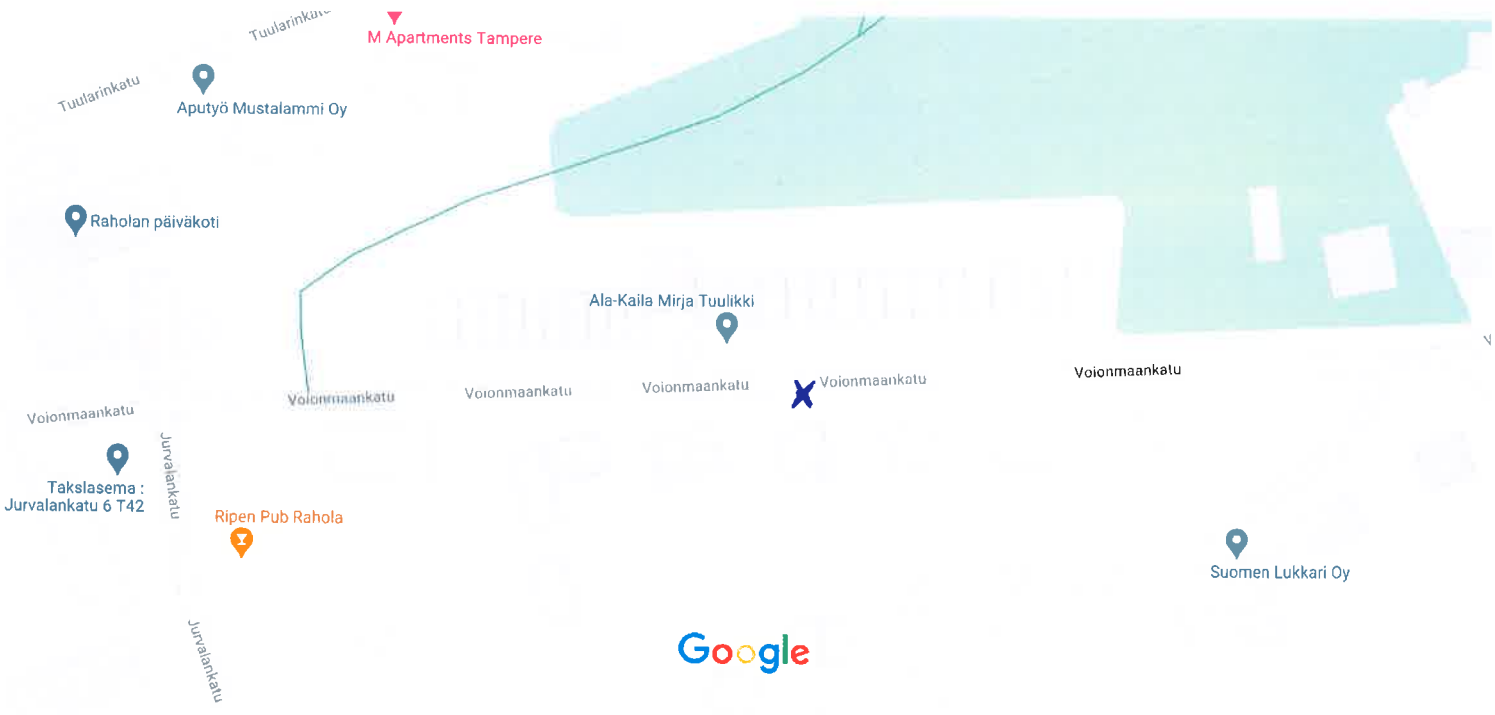 Tuularinkatu
M Apartments Tampere
Tuularinkatu
Aputyö Mustalammi Oy
Raholan päiväkoti
Ala-Kaila Mirja Tuulikki
Voionmaankatu
Voionmaankatu
Voionmaankatu
Voionmaankatu
Voionmaankatu
Voionmaankatu
Jurvalankatu
Takslasema :
Jurvalankatu 6 T42
Ripen Pub Rahola
Suomen Lukkari Oy
Jurvalankatu
Google